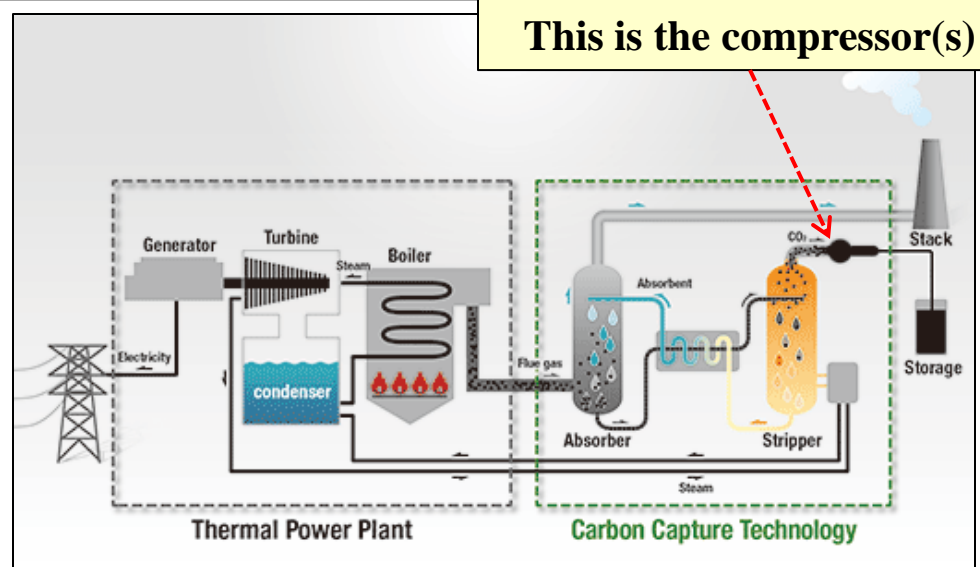 This is the compressor(s)
Generator
Turbine
Steam
Boiler
CO₂
Stack
Absorbent
Electricity
condenser
Flue gas
Storage
Absorber
Stripper
Steam
Thermal Power Plant
Carbon Capture Technology